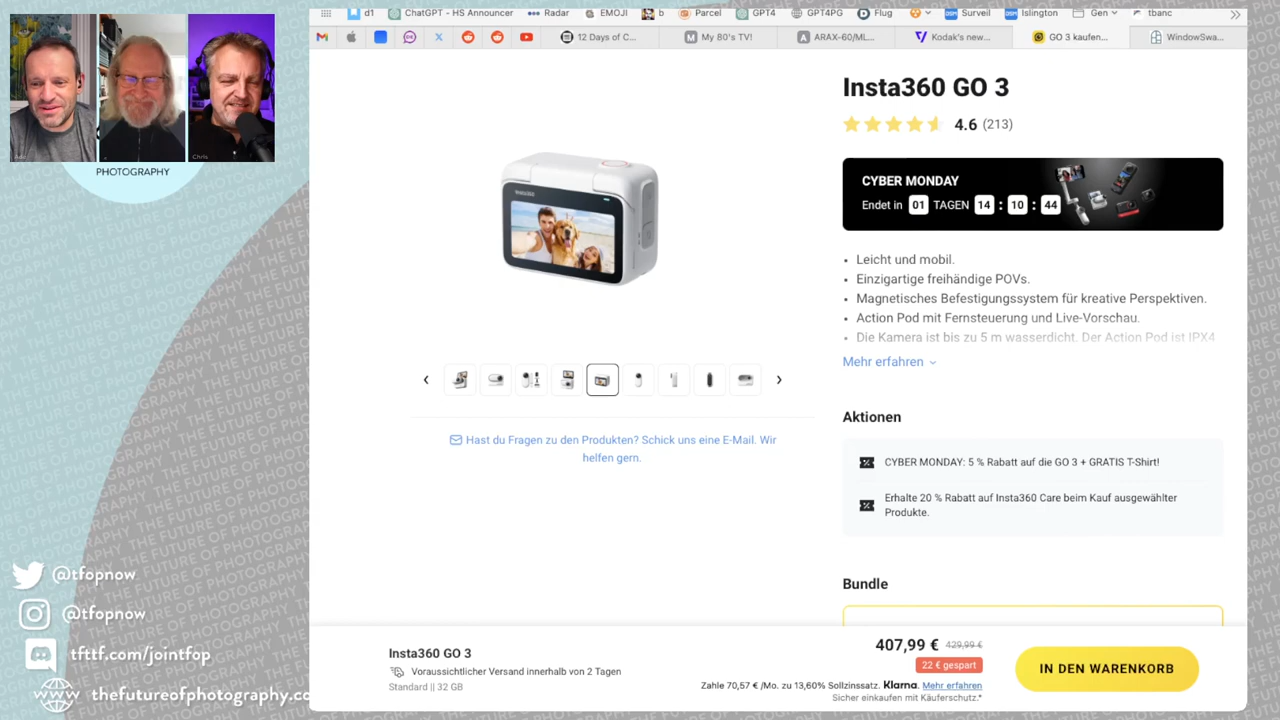 d1
ChatGPT - HS Announcer
Radar
EMOJI
b
Parcel
GPT4
GPT4PG
Flug
Surveil
Islington
Gen
tbanc
12 Days of C...
My 80's TV!
ARAX-60/ML...
Kodak's new...
GO 3 kaufen...
WindowSwa...
Chris
PHOTOGRAPHY
Insta360 GO 3
4.6 (213)
CYBER MONDAY
Endet in 01 TAGEN 14 : 10 : 44
Leicht und mobil.
Einzigartige freihändige POVs.
Magnetisches Befestigungssystem für kreative Perspektiven.
Action Pod mit Fernsteuerung und Live-Vorschau.
Die Kamera ist bis zu 5 m wasserdicht. Der Action Pod ist IPX4
Mehr erfahren
Insta360
Hast du Fragen zu den Produkten? Schick uns eine E-Mail. Wir
helfen gern.
Aktionen
CYBER MONDAY: 5 % Rabatt auf die GO 3 + GRATIS T-Shirt!
Erhalte 20 % Rabatt auf Insta360 Care beim Kauf ausgewählter
Produkte.
Bundle
Insta360 GO 3
Voraussichtlicher Versand innerhalb von 2 Tagen
Standard || 32 GB
407,99 € 429,99 €
22 € gespart
Zahle 70,57 € /Mo. zu 13,60% Sollzinssatz. Klarna. Mehr erfahren
Sicher einkaufen mit Käuferschutz.*
IN DEN WARENKORB
@tfopnow
@tfopnow
tfttf.com/jointfop
thefutureofphotography.co
THE FUTURE OF PHOTOGRAPHY